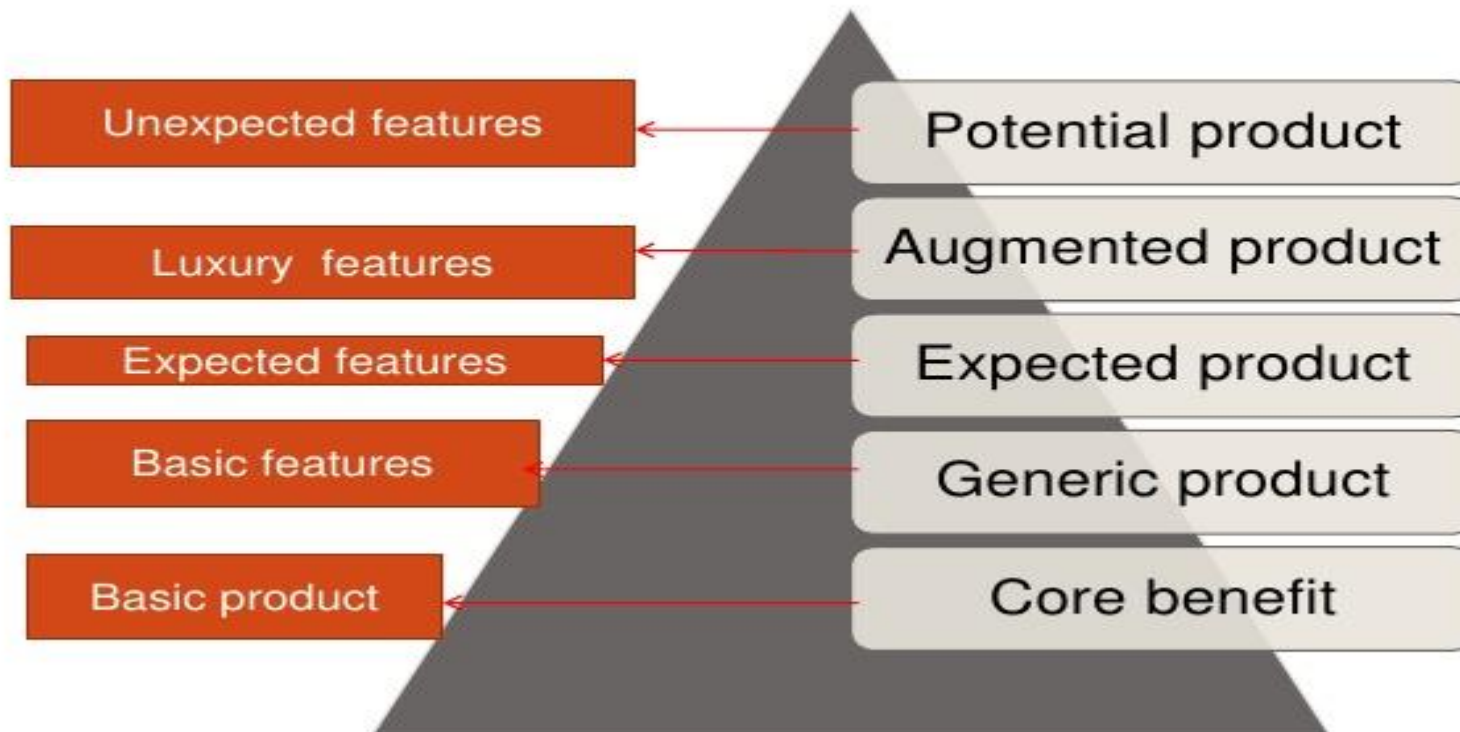 Unexpected features
Potential product
Luxury features
Augmented product
Expected features
Expected product
Basic features
Generic product
Basic product
Core benefit